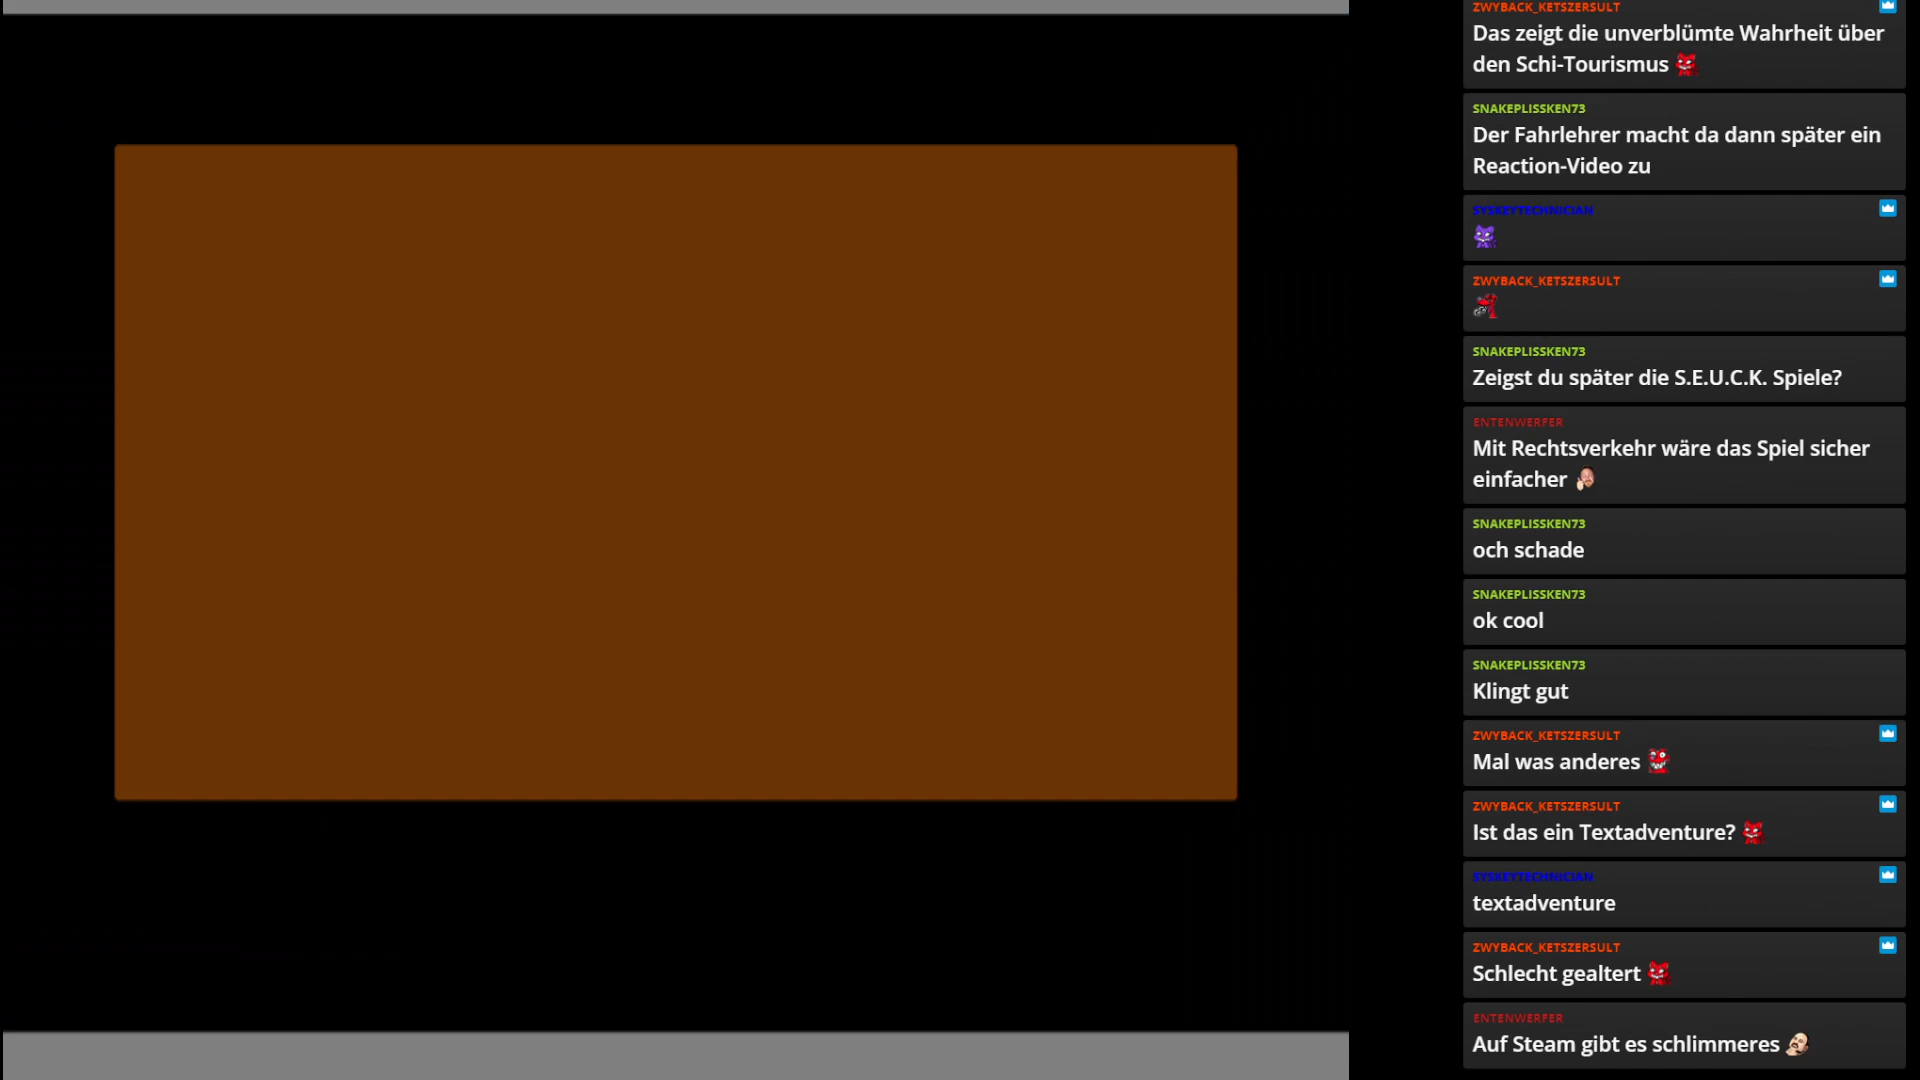 ZWYBACK_KETSZERSULT
Das zeigt die unverblümte Wahrheit über
den Schi-Tourismus
SNAKEPLISSKEN73
Der Fahrlehrer macht da dann später ein
Reaction-Video zu
SYSKEYTECHNICIAN
ZWYBACK_KETSZERSULT
SNAKEPLISSKEN73
Zeigst du später die S.E.U.C.K. Spiele?
ENTENWERFER
Mit Rechtsverkehr wäre das Spiel sicher
einfacher
SNAKEPLISSKEN73
och schade
SNAKEPLISSKEN73
ok cool
SNAKEPLISSKEN73
Klingt gut
ZWYBACK_KETSZERSULT
Mal was anderes
ZWYBACK_KETSZERSULT
Ist das ein Textadventure?
SYSKEYTECHNICIAN
textadventure
ZWYBACK_KETSZERSULT
Schlecht gealtert
ENTENWERFER
Auf Steam gibt es schlimmeres